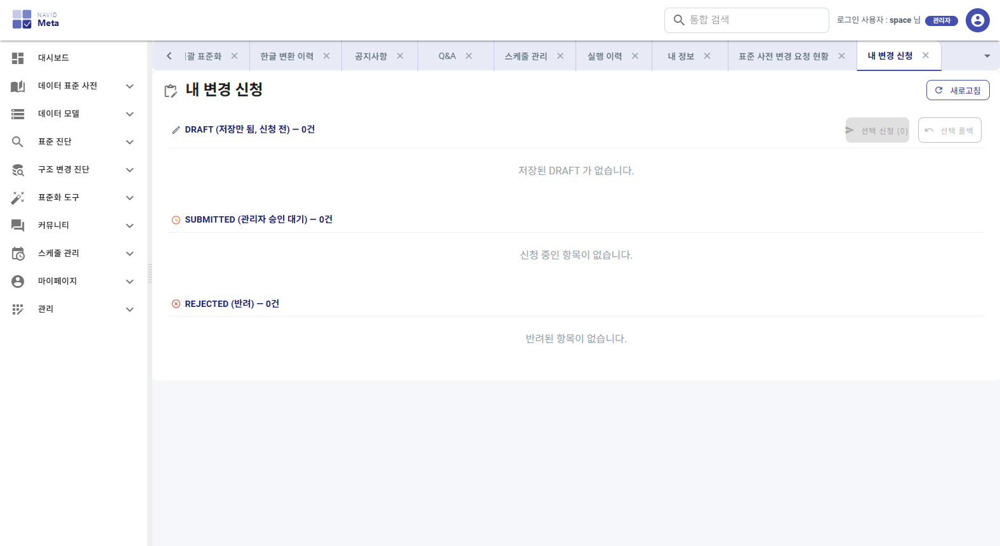 NAVID
Meta
통합 검색
로그인 사용자 : space 님
관리자
대시보드
데이터 표준 사전
데이터 모델
표준 진단
구조 변경 진단
표준화 도구
커뮤니티
스케줄 관리
마이페이지
관리
괄 표준화
한글 변환 이력
공지사항
Q&A
스케줄 관리
실행 이력
내 정보
표준 사전 변경 요청 현황
내 변경 신청
내 변경 신청
새로고침
DRAFT (저장만 됨, 신청 전) — 0건
선택 신청 (0)
선택 롤백
저장된 DRAFT 가 없습니다.
SUBMITTED (관리자 승인 대기) — 0건
신청 중인 항목이 없습니다.
REJECTED (반려) — 0건
반려된 항목이 없습니다.